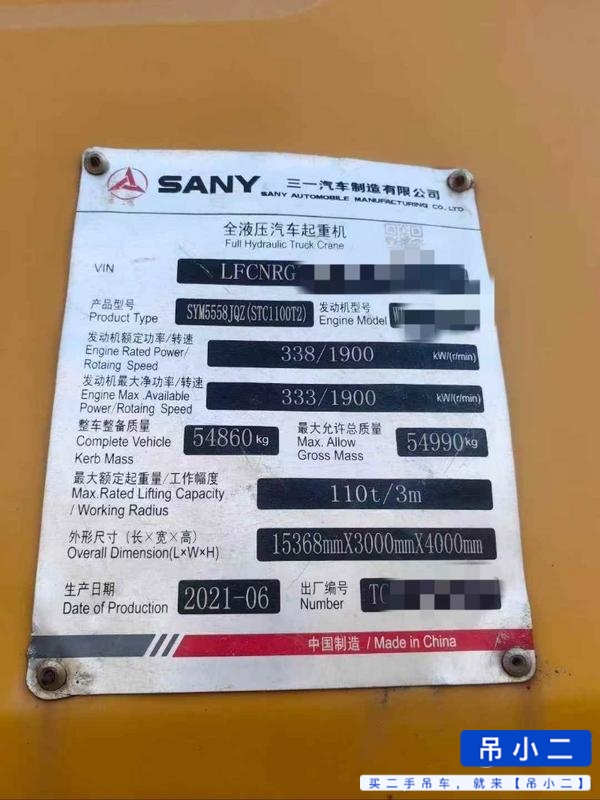 SANY 三一汽车制造有限公司
SANY AUTOMOBILE MANUFACTURING CO., LTD
全液压汽车起重机
Full Hydraulic Truck Crane
VIN LFCNRG
产品型号 SYM5558JQZ(STC1100T2) 发动机型号
Product Type Engine Model
发动机额定功率/转速
Engine Rated Power/ 338/1900 kW/(r/min)
Rotaing Speed
发动机最大净功率/转速
Engine Max .Available 333/1900 kW/(r/min)
Power/Rotaing Speed
整车整备质量 最大允许总质量
Complete Vehicle 54860kg Max. Allow 54990kg
Kerb Mass Gross Mass
最大额定起重量/工作幅度
Max.Rated Lifting Capacity 110t/3m
/ Working Radius
外形尺寸 (长×宽×高)
Overall Dimension(L×W×H) 15368mmX3000mmX4000mm
生产日期 2021-06 出厂编号 TC
Date of Production Number
中国制造 / Made in China
吊小二
买二手吊车，就来【吊小二】